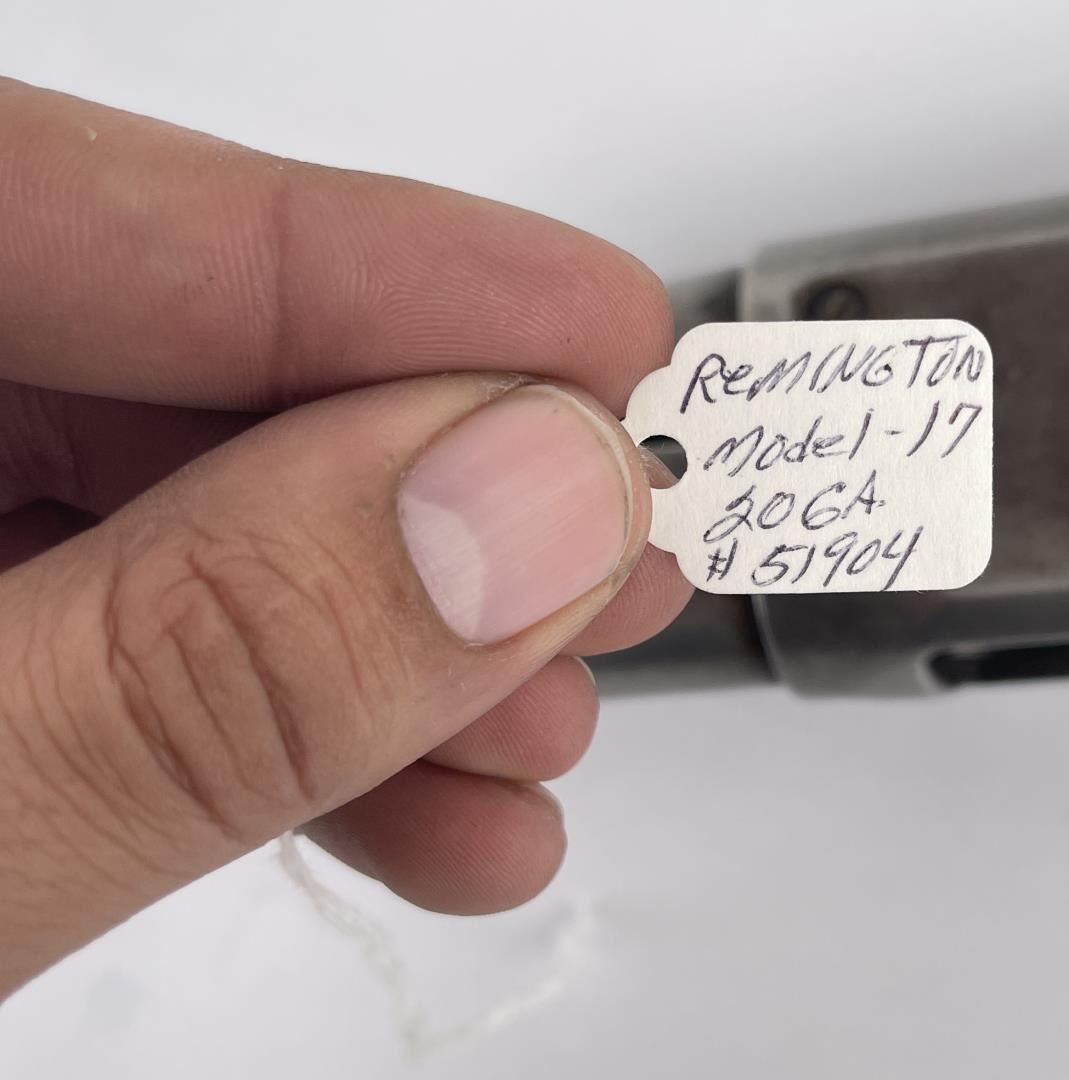 REMINGTON
Model-17
20GA.
# 51904